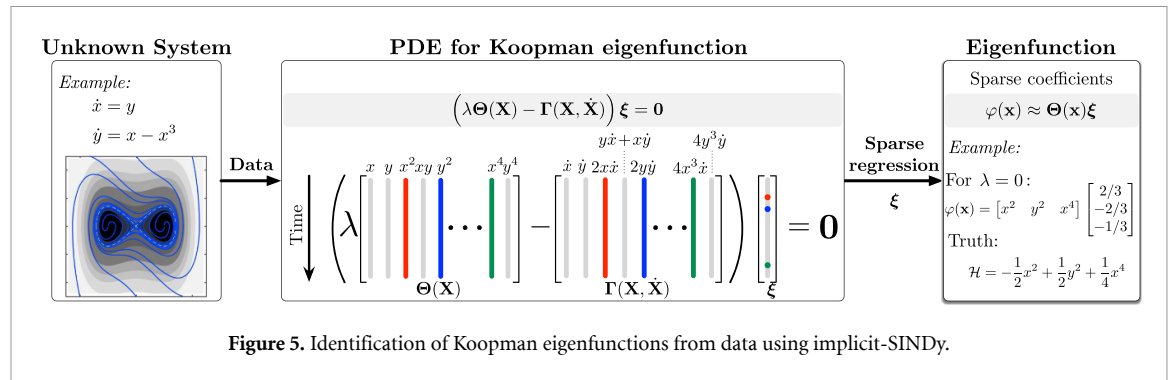 Unknown System
Example:
ẋ = y
ẏ = x − x³
Data
PDE for Koopman eigenfunction
(λΘ(X) − Γ(X, Ẋ)) ξ = 0
yẋ + xẏ 4y³ẏ
x y x² xy y² x⁴ y⁴ ẋ ẏ 2xẋ 2yẏ 4x³ẋ
Time
( λ [ ··· ] − [ ··· ] ) [ ] = 0
Θ(X) Γ(X, Ẋ) ξ
Sparse
regression
ξ
Eigenfunction
Sparse coefficients
φ(x) ≈ Θ(x)ξ
Example:
For λ = 0:
φ(x) = [x² y² x⁴] [2/3 −2/3 −1/3]
Truth:
ℋ = −1/2x² + 1/2y² + 1/4x⁴
Figure 5. Identification of Koopman eigenfunctions from data using implicit-SINDy.